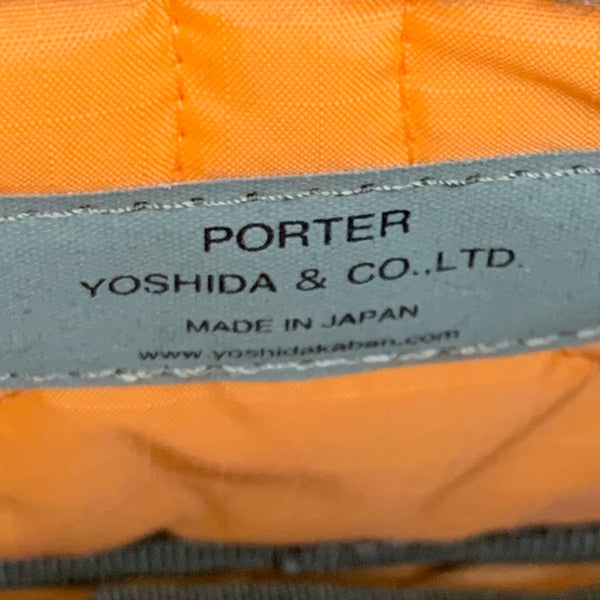 PORTER
YOSHIDA & CO.,LTD.
MADE IN JAPAN
www.yoshidakaban.com